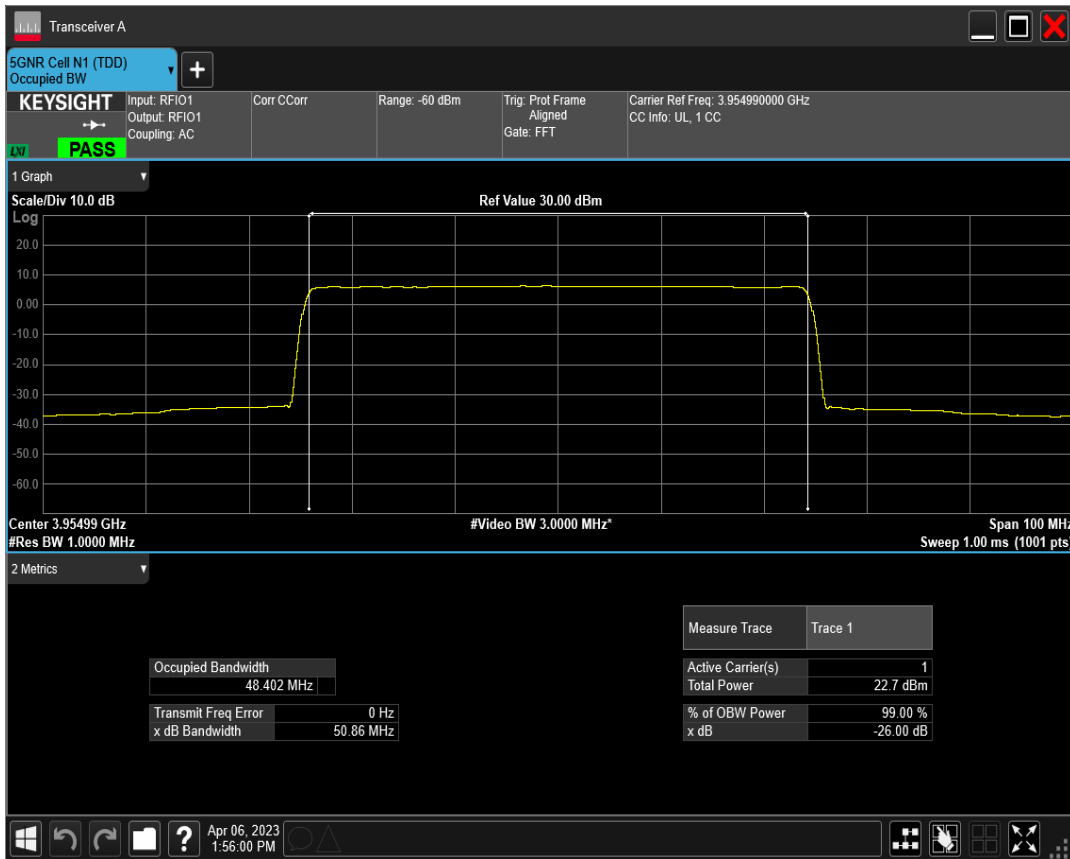 Transceiver A
5GNR Cell N1 (TDD)
Occupied BW
KEYSIGHT
LXI
PASS
Input: RFIO1
Output: RFIO1
Coupling: AC
Corr CCorr
Range: -60 dBm
Trig: Prot Frame
Aligned
Gate: FFT
Carrier Ref Freq: 3.954990000 GHz
CC Info: UL, 1 CC
1 Graph
Scale/Div 10.0 dB
Ref Value 30.00 dBm
Log
20.0
10.0
0.00
-10.0
-20.0
-30.0
-40.0
-50.0
-60.0
Center 3.95499 GHz
#Video BW 3.0000 MHz*
Span 100 MHz
#Res BW 1.0000 MHz
Sweep 1.00 ms (1001 pts)
2 Metrics
Measure Trace Trace 1
Occupied Bandwidth
48.402 MHz
Active Carrier(s) 1
Total Power 22.7 dBm
Transmit Freq Error 0 Hz
x dB Bandwidth 50.86 MHz
% of OBW Power 99.00 %
x dB -26.00 dB
?
Apr 06, 2023
1:56:00 PM